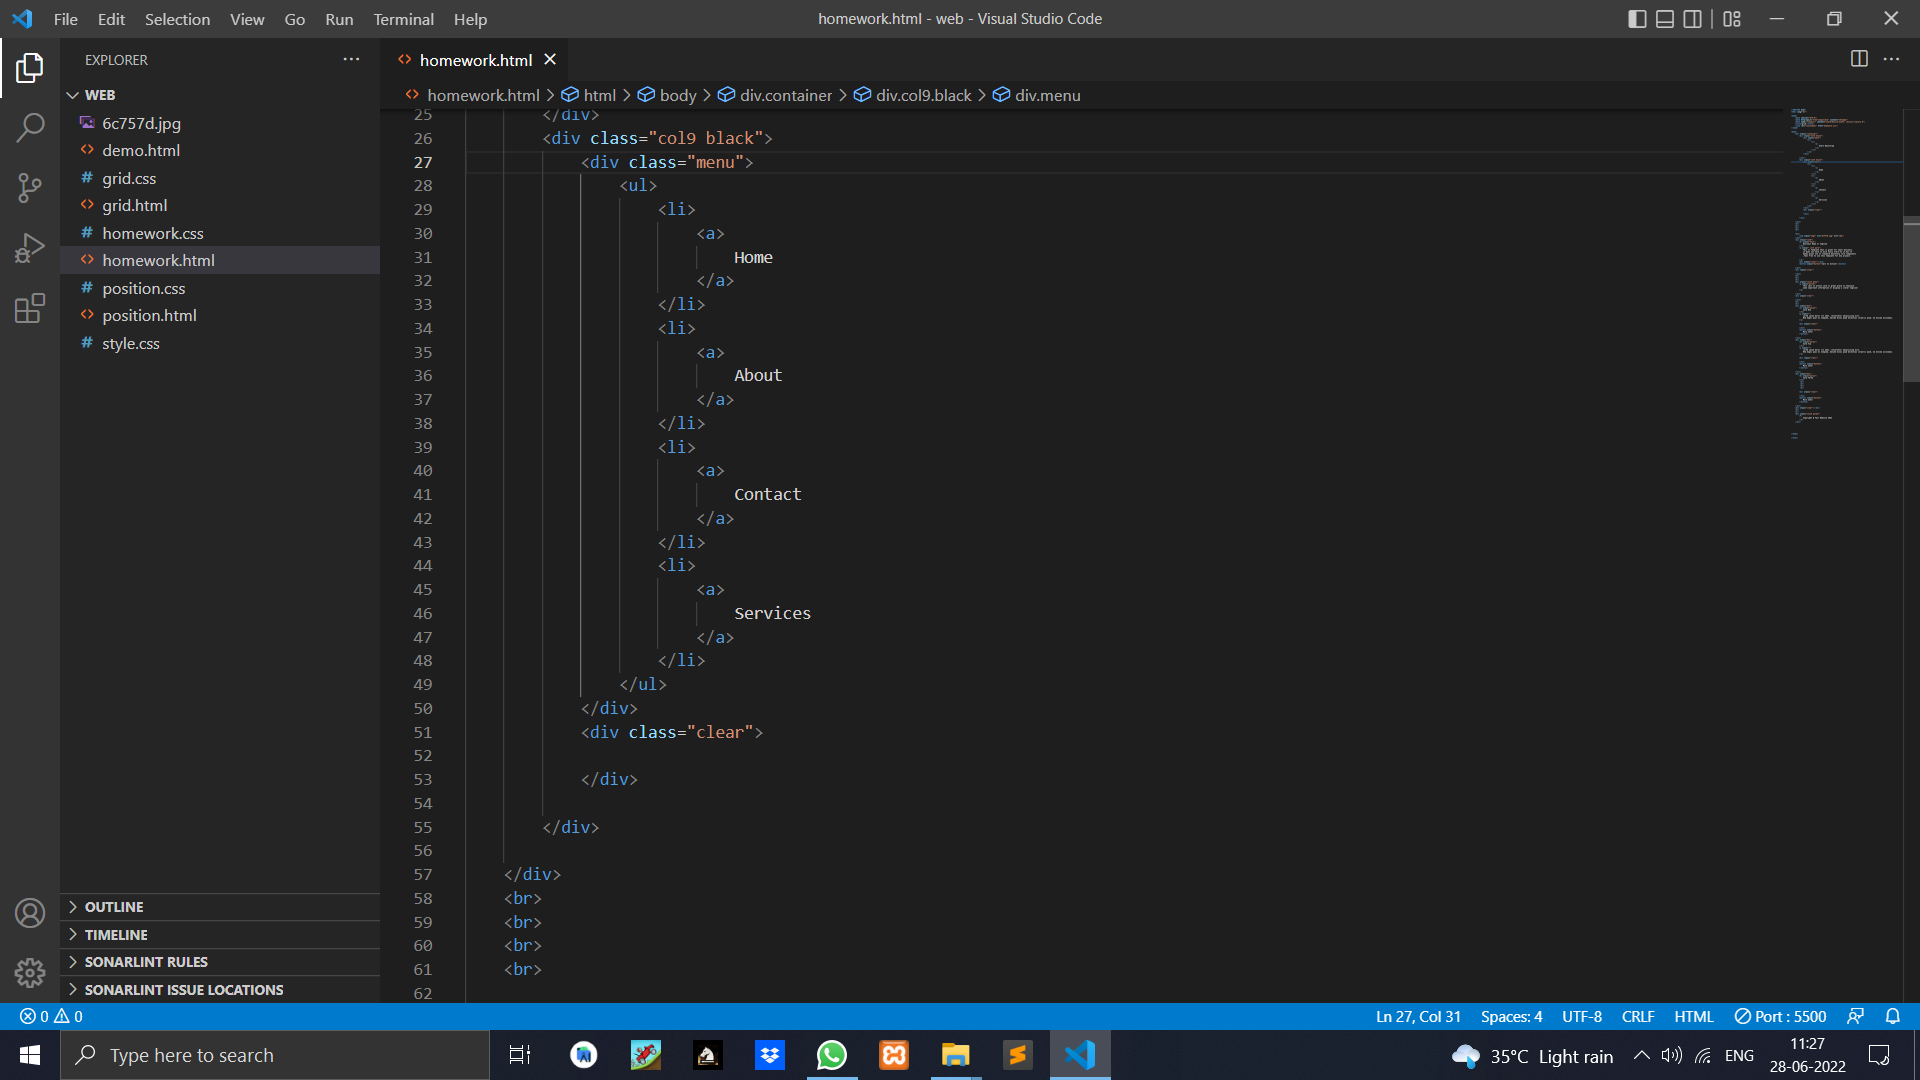 File Edit Selection View Go Run Terminal Help
homework.html - web - Visual Studio Code
EXPLORER
WEB
6c757d.jpg
demo.html
grid.css
grid.html
homework.css
homework.html
position.css
position.html
style.css
OUTLINE
TIMELINE
SONARLINT RULES
SONARLINT ISSUE LOCATIONS
homework.html
homework.html > html > body > div.container > div.col9.black > div.menu
25 </div>
26 <div class="col9 black">
27 <div class="menu">
28 <ul>
29 <li>
30 <a>
31 Home
32 </a>
33 </li>
34 <li>
35 <a>
36 About
37 </a>
38 </li>
39 <li>
40 <a>
41 Contact
42 </a>
43 </li>
44 <li>
45 <a>
46 Services
47 </a>
48 </li>
49 </ul>
50 </div>
51 <div class="clear">
52
53 </div>
54
55 </div>
56
57 </div>
58 <br>
59 <br>
60 <br>
61 <br>
62
0 0
Ln 27, Col 31 Spaces: 4 UTF-8 CRLF HTML Port : 5500
Type here to search
35°C Light rain
ENG
11:27
28-06-2022